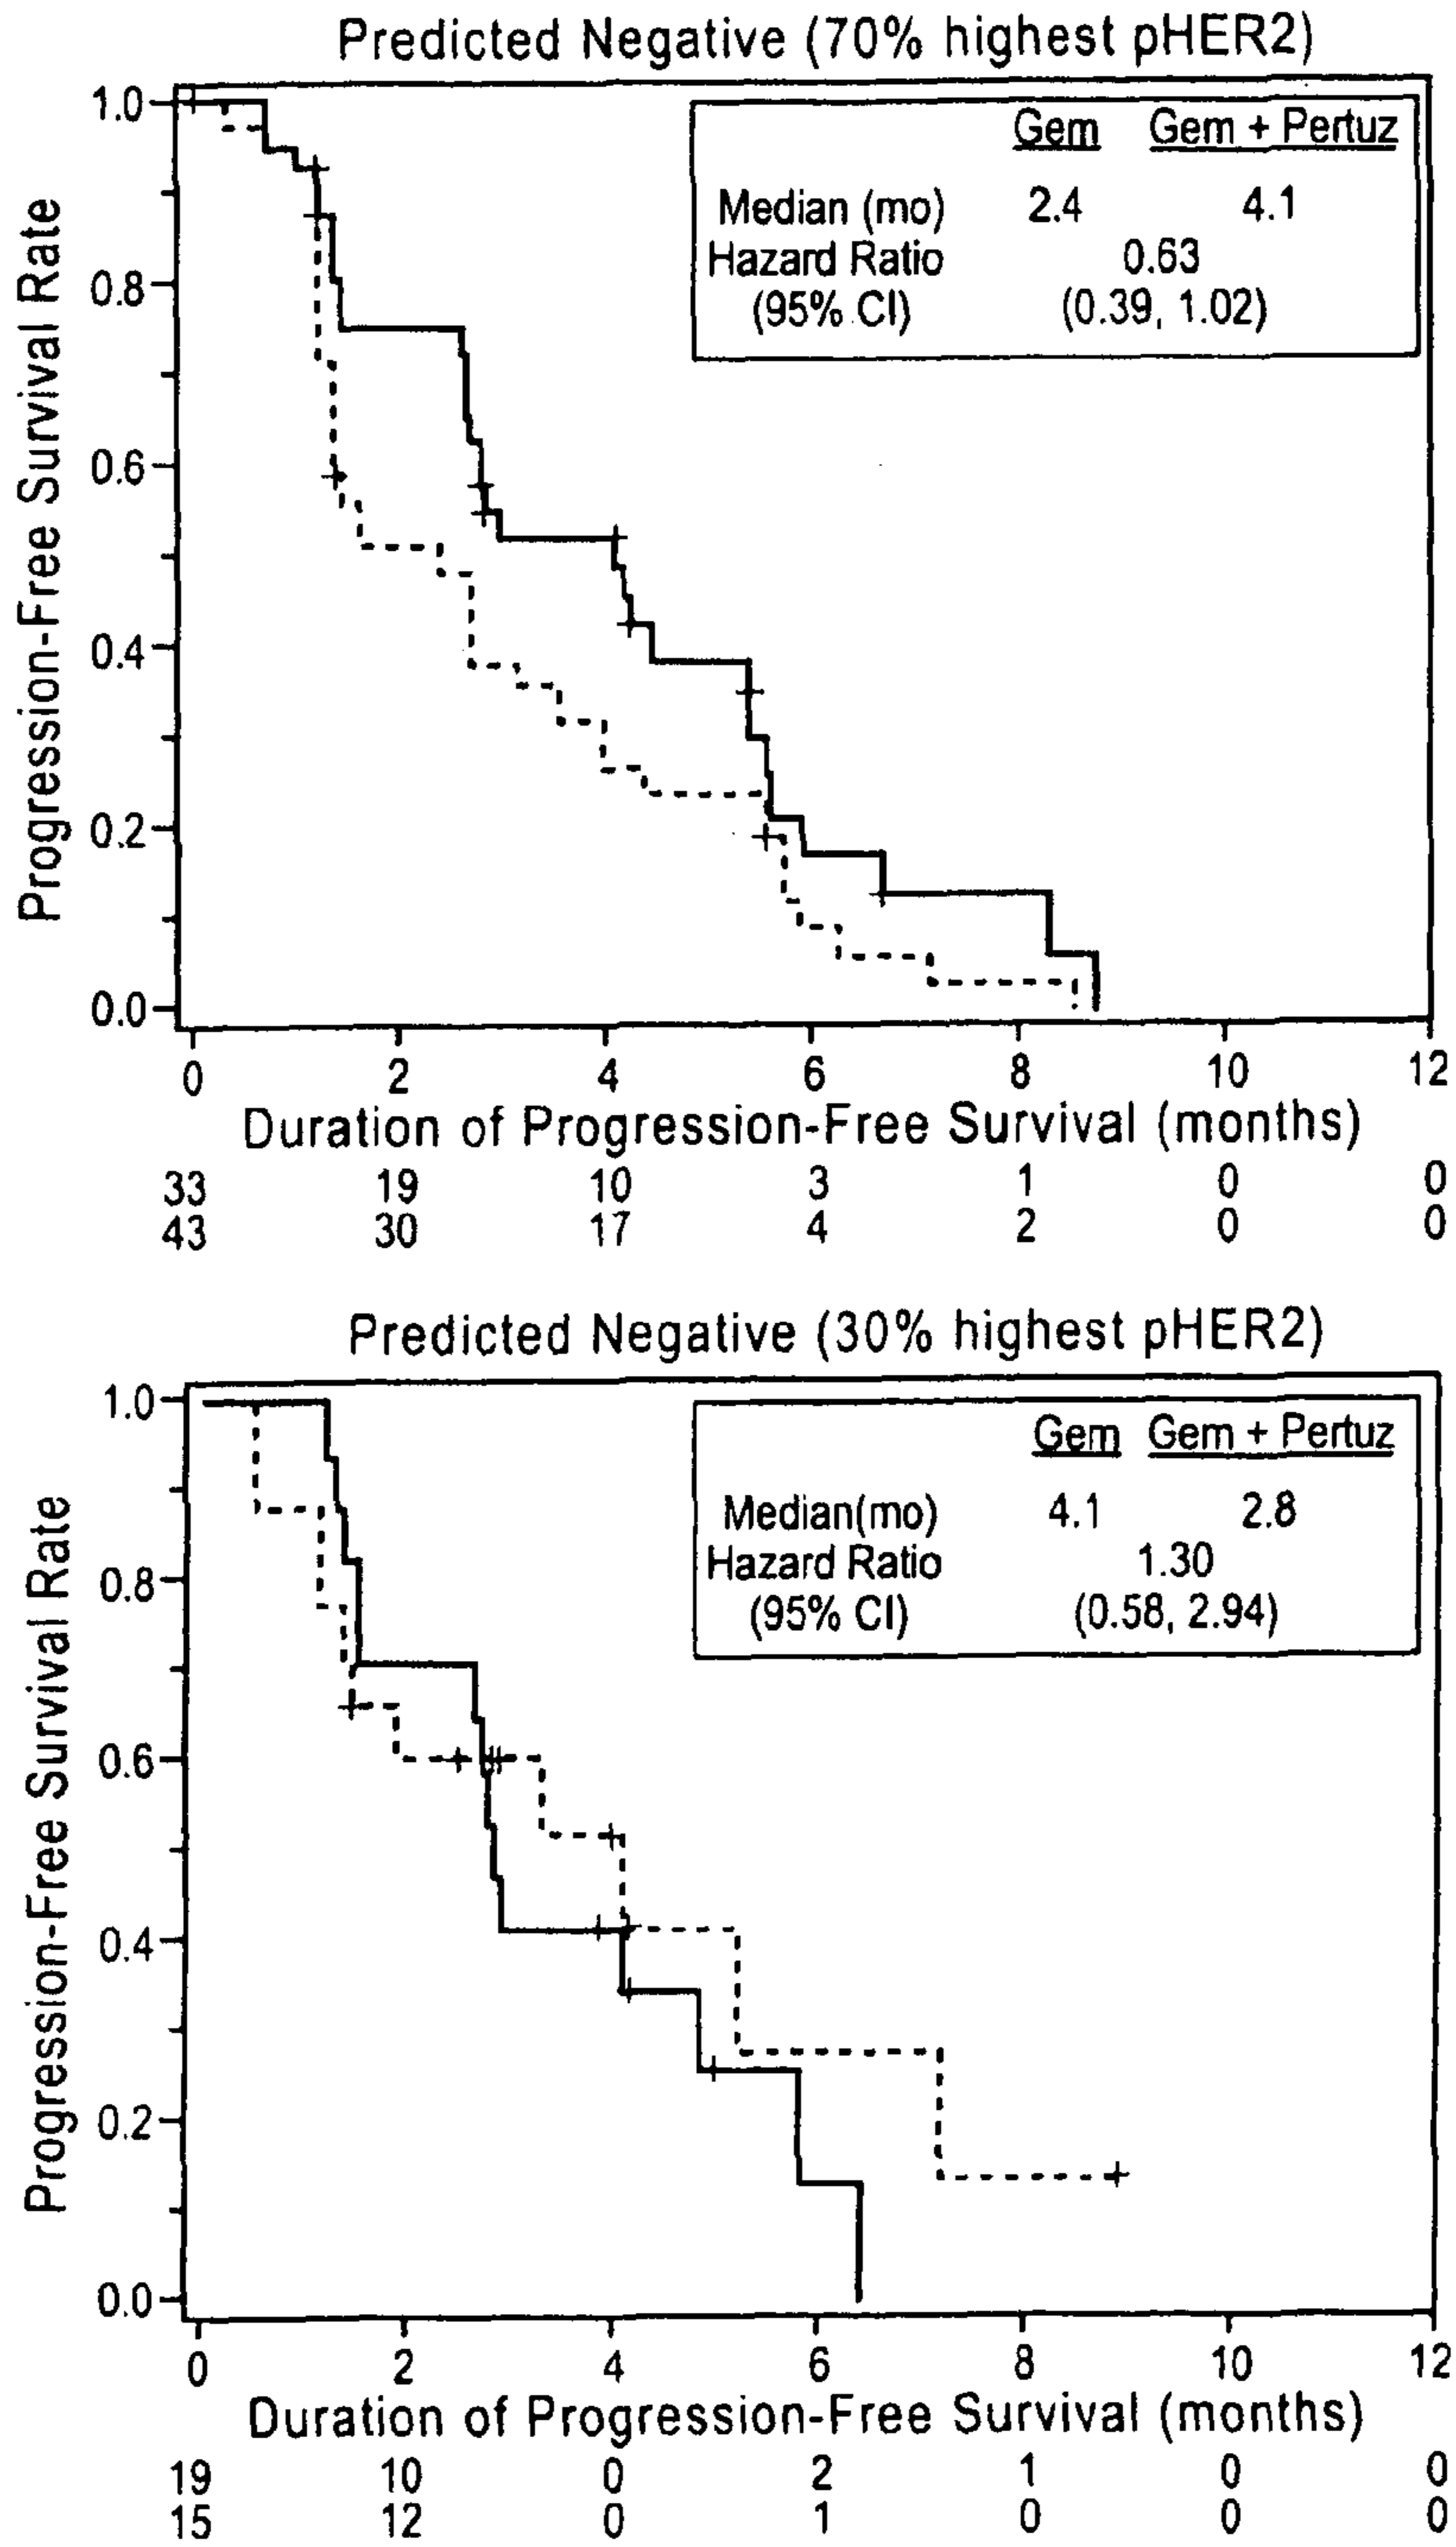 Predicted Negative (70% highest pHER2)
Gem Gem + Pertuz
Median (mo) 2.4 4.1
Hazard Ratio 0.63
(95% CI) (0.39, 1.02)
Progression-Free Survival Rate
1.0
0.8
0.6
0.4
0.2
0.0
0 2 4 6 8 10 12
Duration of Progression-Free Survival (months)
33 19 10 3 1 0 0
43 30 17 4 2 0 0
Predicted Negative (30% highest pHER2)
Gem Gem + Pertuz
Median(mo) 4.1 2.8
Hazard Ratio 1.30
(95% CI) (0.58, 2.94)
Progression-Free Survival Rate
1.0
0.8
0.6
0.4
0.2
0.0
0 2 4 6 8 10 12
Duration of Progression-Free Survival (months)
19 10 0 2 1 0 0
15 12 0 1 0 0 0